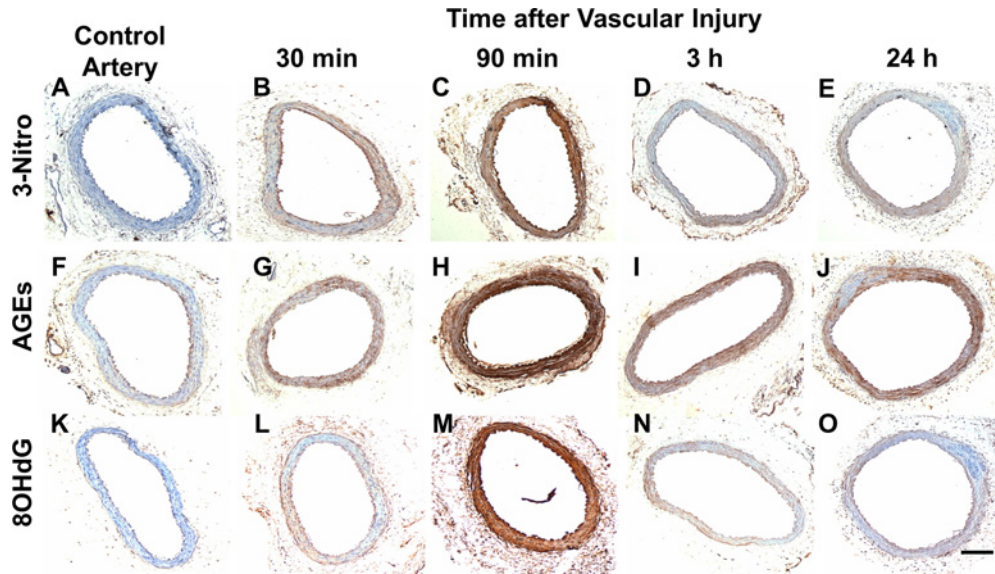 Time after Vascular Injury
Control
Artery
30 min
90 min
3 h
24 h
3-Nitro
A
B
C
D
E
AGEs
F
G
H
I
J
8OHdG
K
L
M
N
O